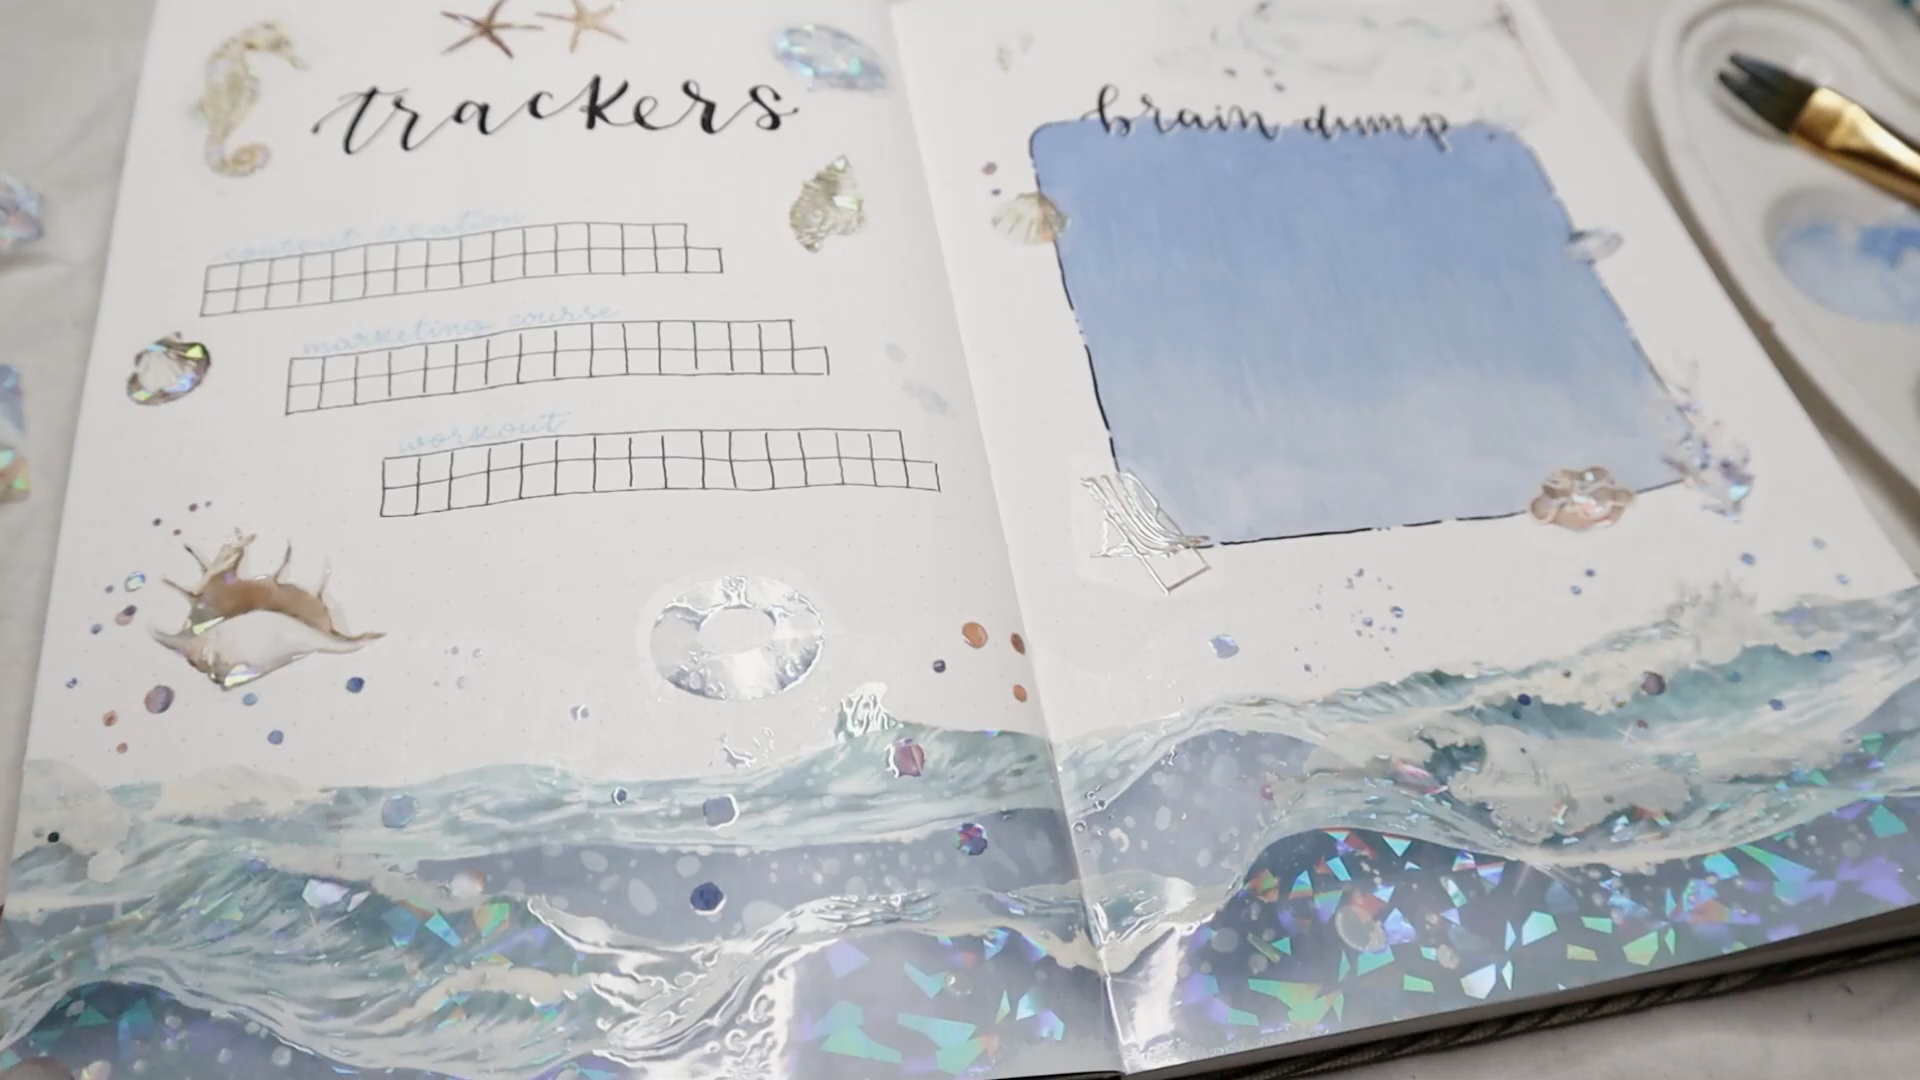 trackers
content creation
marketing course
workout
brain dump